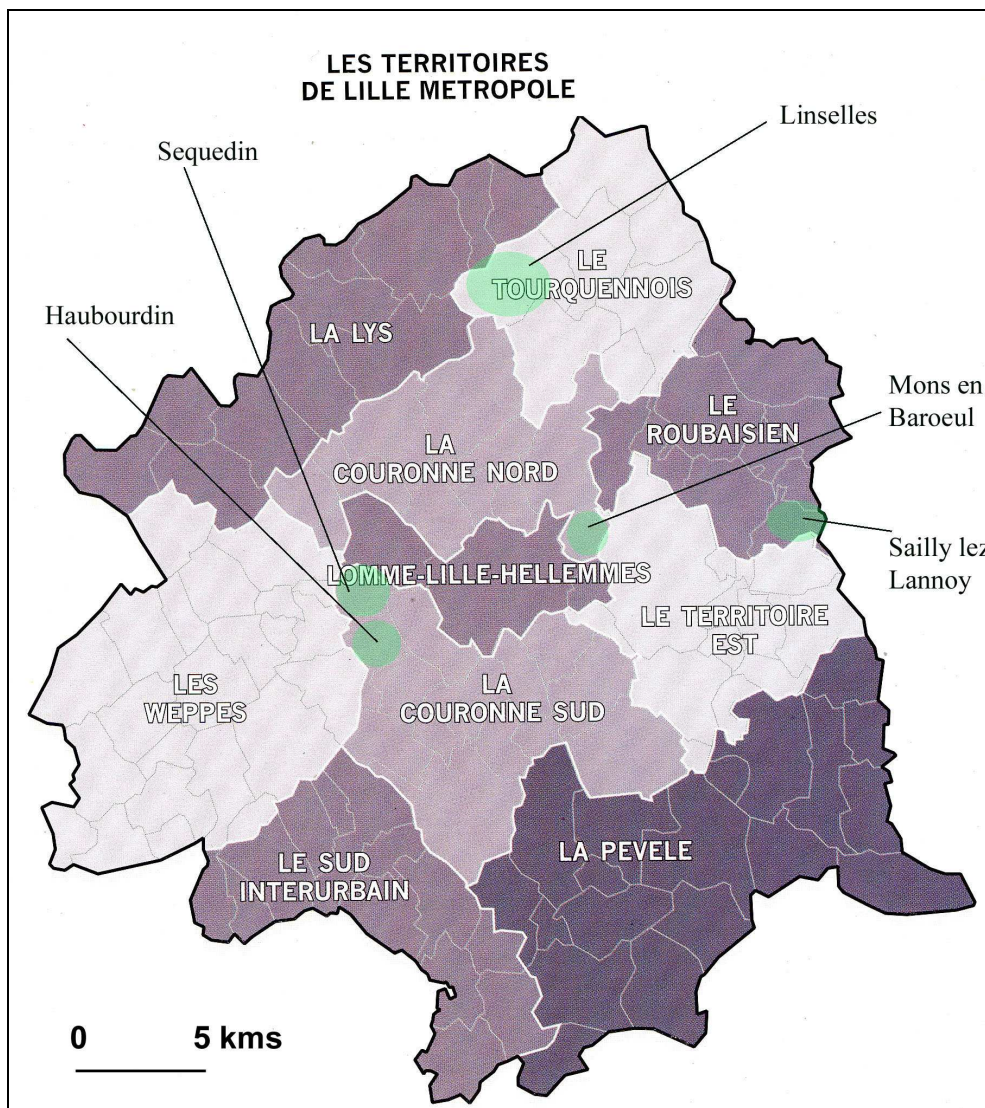 LES TERRITOIRES
DE LILLE METROPOLE
Linselles
Sequedin
LE
TOURQUENNOIS
Haubourdin
LA LYS
Mons en
Baroeul
LE
ROUBAISIEN
LA
COURONNE NORD
Sailly lez
Lannoy
LOMME-LILLE-HELLEMMES
LE TERRITOIRE
EST
LES
WEPPES
LA
COURONNE SUD
LA PEVELE
LE SUD
INTERURBAIN
0 5 kms